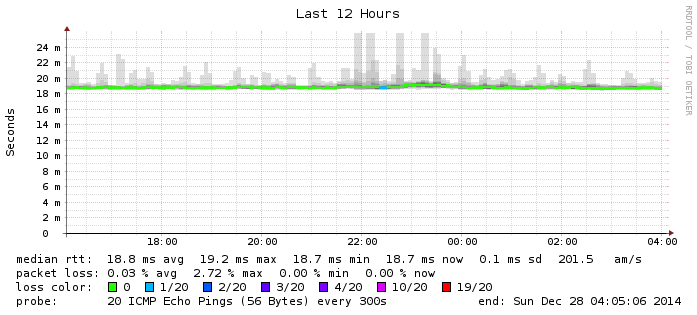 Last 12 Hours
RRDTOOL / TOBI OETIKER
Seconds
24 m
22 m
20 m
18 m
16 m
14 m
12 m
10 m
8 m
6 m
4 m
2 m
0
18:00 20:00 22:00 00:00 02:00 04:00
median rtt: 18.8 ms avg 19.2 ms max 18.7 ms min 18.7 ms now 0.1 ms sd 201.5 am/s
packet loss: 0.03 % avg 2.72 % max 0.00 % min 0.00 % now
loss color: 0 1/20 2/20 3/20 4/20 10/20 19/20
probe: 20 ICMP Echo Pings (56 Bytes) every 300s end: Sun Dec 28 04:05:06 2014